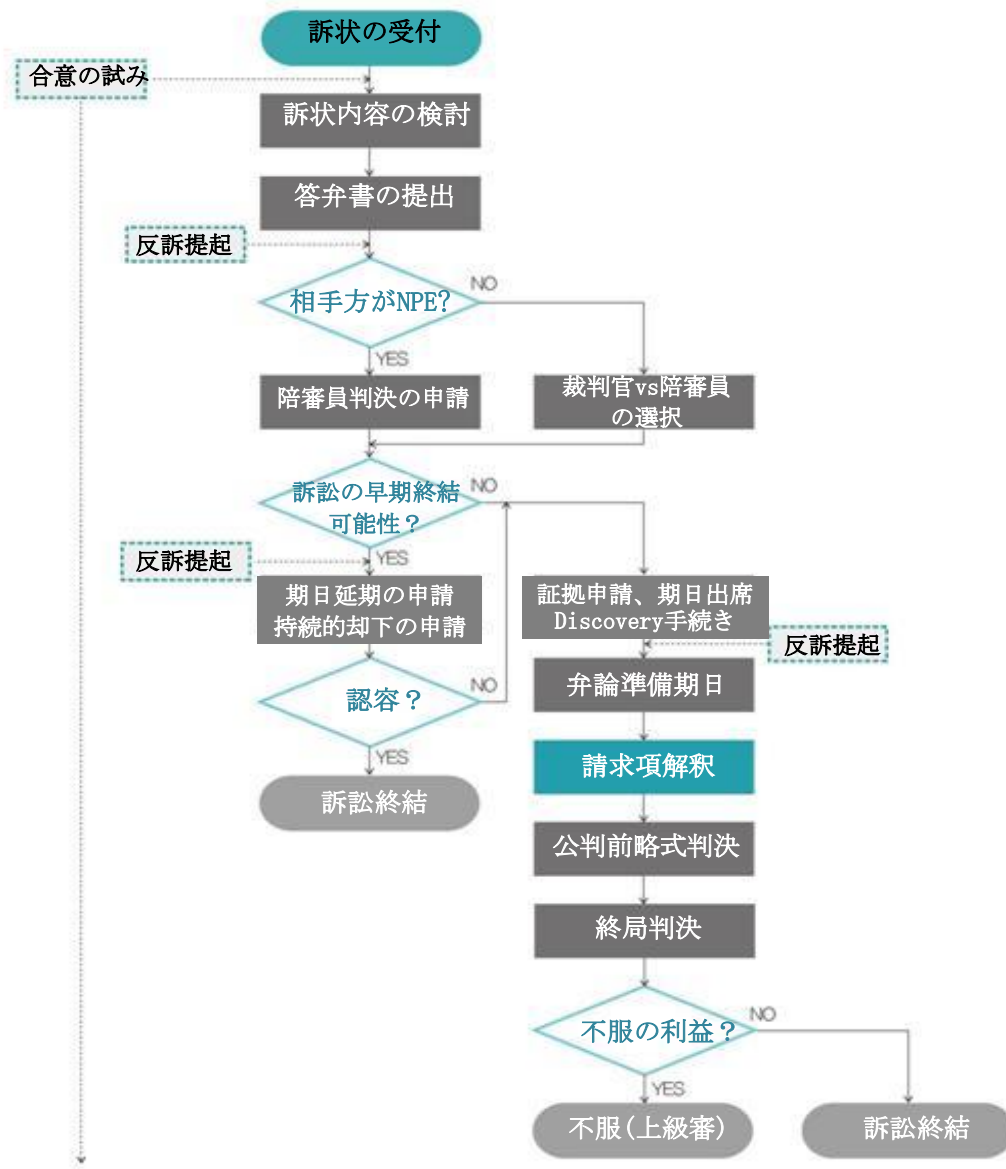 訴状の受付
合意の試み
訴状内容の検討
答弁書の提出
反訴提起
相手方がNPE?
NO
YES
陪審員判決の申請
裁判官vs陪審員
の選択
訴訟の早期終結
可能性？
NO
YES
反訴提起
期日延期の申請
持続的却下の申請
証拠申請、期日出席
Discovery手続き
反訴提起
認容？
NO
YES
訴訟終結
弁論準備期日
請求項解釈
公判前略式判決
終局判決
不服の利益？
NO
YES
不服(上級審)
訴訟終結